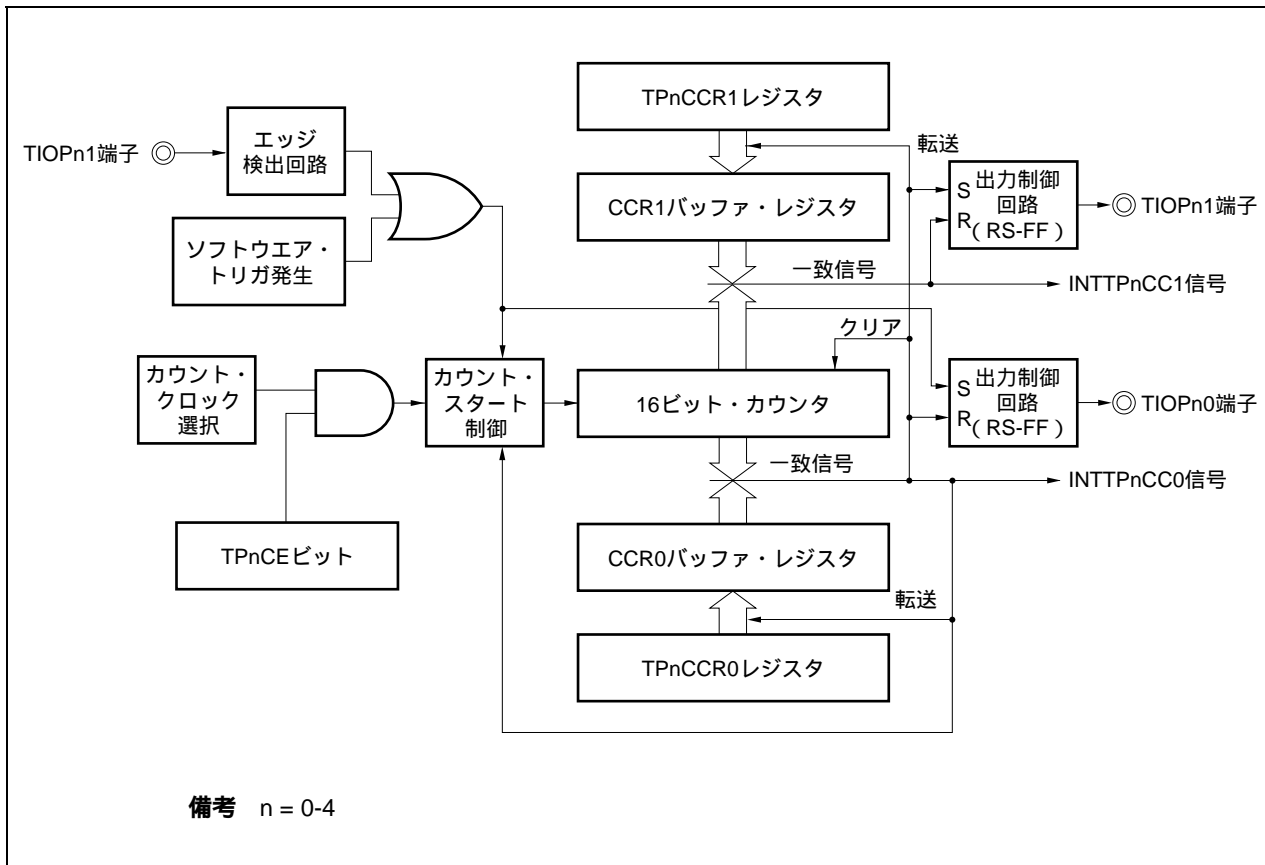 TPnCCR1レジスタ
TIOPn1端子
エッジ
検出回路
転送
CCR1バッファ・レジスタ
S
R
出力制御
回路
( RS-FF )
TIOPn1端子
ソフトウエア・
トリガ発生
一致信号
INTTPnCC1信号
クリア
カウント・
クロック
選択
カウント・
スタート
制御
16ビット・カウンタ
S
R
出力制御
回路
( RS-FF )
TIOPn0端子
一致信号
INTTPnCC0信号
TPnCEビット
CCR0バッファ・レジスタ
転送
TPnCCR0レジスタ
備考 n = 0-4